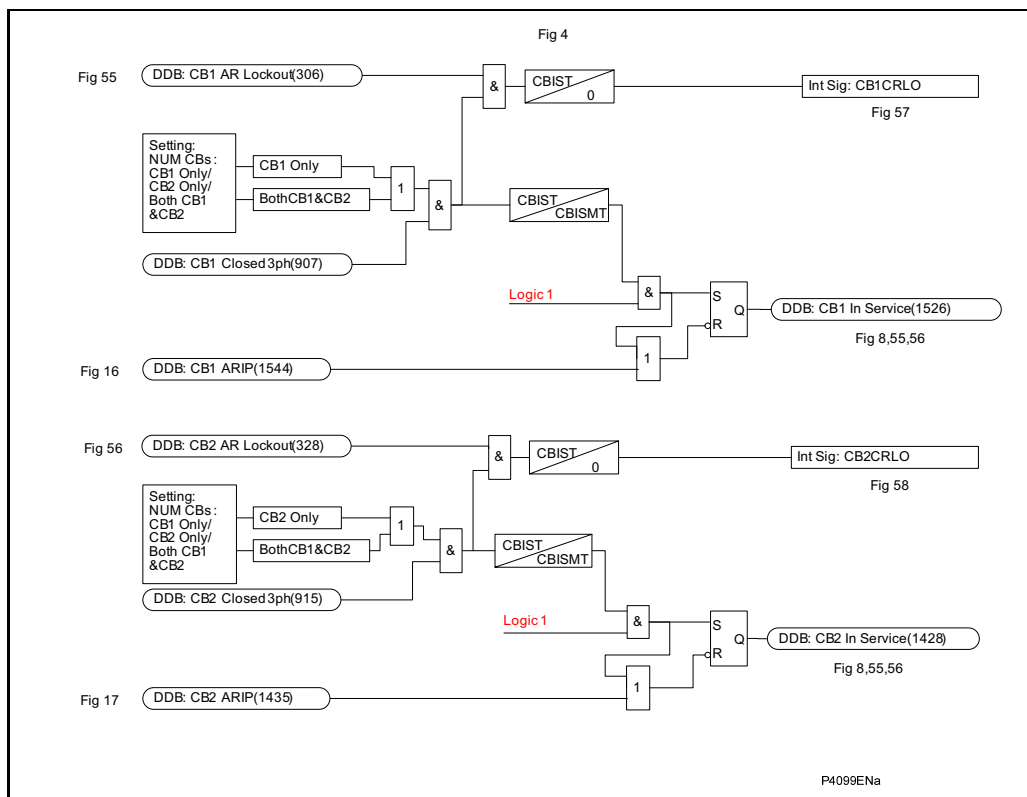 Fig 4
Fig 55
DDB: CB1 AR Lockout(306)
&
CBIST
0
Int Sig: CB1CRLO
Fig 57
Setting:
NUM CBs :
CB1 Only/
CB2 Only/
Both CB1
&CB2
CB1 Only
BothCB1&CB2
1
&
CBIST
CBISMT
DDB: CB1 Closed 3ph(907)
Logic 1
&
S
Q
R
DDB: CB1 In Service(1526)
Fig 8,55,56
1
Fig 16
DDB: CB1 ARIP(1544)
Fig 56
DDB: CB2 AR Lockout(328)
&
CBIST
0
Int Sig: CB2CRLO
Fig 58
Setting:
NUM CBs:
CB1 Only/
CB2 Only/
Both CB1
&CB2
CB2 Only
BothCB1&CB2
1
&
CBIST
CBISMT
DDB: CB2 Closed 3ph(915)
Logic 1
&
S
Q
R
DDB: CB2 In Service(1428)
Fig 8,55,56
1
Fig 17
DDB: CB2 ARIP(1435)
P4099ENa